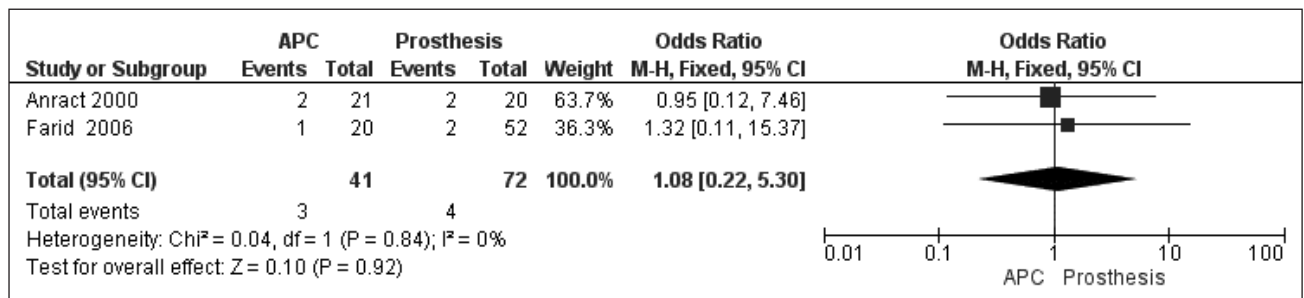 APC Prosthesis Odds Ratio Odds Ratio
Study or Subgroup Events Total Events Total Weight M-H, Fixed, 95% CI M-H, Fixed, 95% CI
Anract 2000 2 21 2 20 63.7% 0.95 [0.12, 7.46]
Farid 2006 1 20 2 52 36.3% 1.32 [0.11, 15.37]
Total (95% CI) 41 72 100.0% 1.08 [0.22, 5.30]
Total events 3 4
Heterogeneity: Chi² = 0.04, df = 1 (P = 0.84); I² = 0%
Test for overall effect: Z = 0.10 (P = 0.92)
0.01 0.1 1 10 100
APC Prosthesis